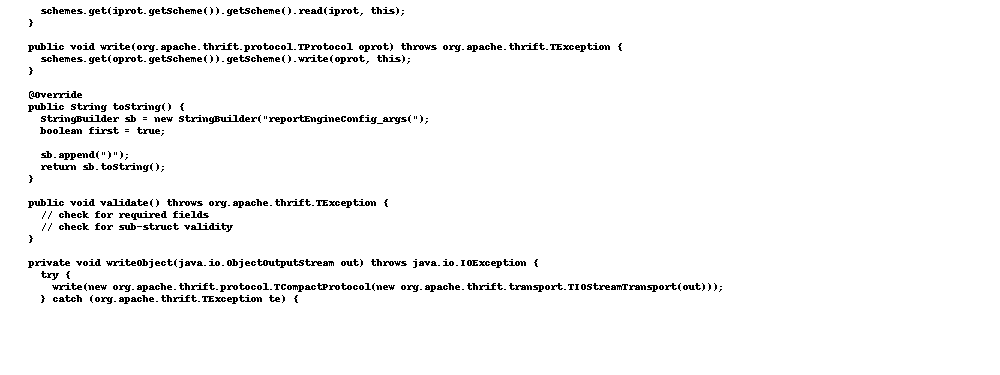 schemes.get(iprot.getScheme()).getScheme().read(iprot, this);
}
public void write(org.apache.thrift.protocol.TProtocol oprot) throws org.apache.thrift.TException {
schemes.get(oprot.getScheme()).getScheme().write(oprot, this);
}
@Override
public String toString() {
StringBuilder sb = new StringBuilder("reportEngineConfig_args(");
boolean first = true;
sb.append(")");
return sb.toString();
}
public void validate() throws org.apache.thrift.TException {
// check for required fields
// check for sub-struct validity
}
private void writeObject(java.io.ObjectOutputStream out) throws java.io.IOException {
try {
write(new org.apache.thrift.protocol.TCompactProtocol(new org.apache.thrift.transport.TIOStreamTransport(out)));
} catch (org.apache.thrift.TException te) {